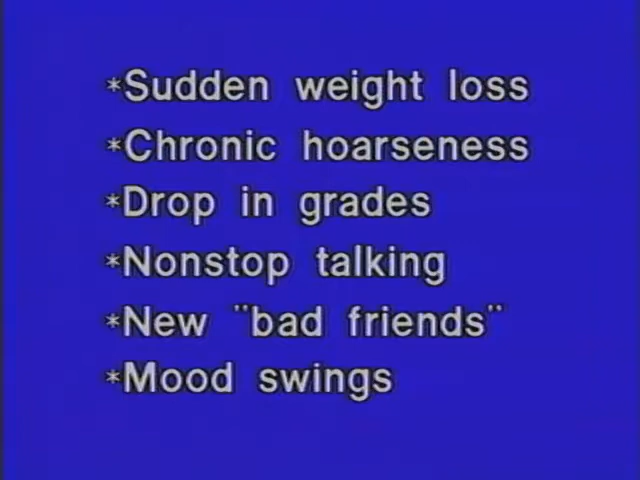 *Sudden weight loss
*Chronic hoarseness
*Drop in grades
*Nonstop talking
*New "bad friends"
*Mood swings